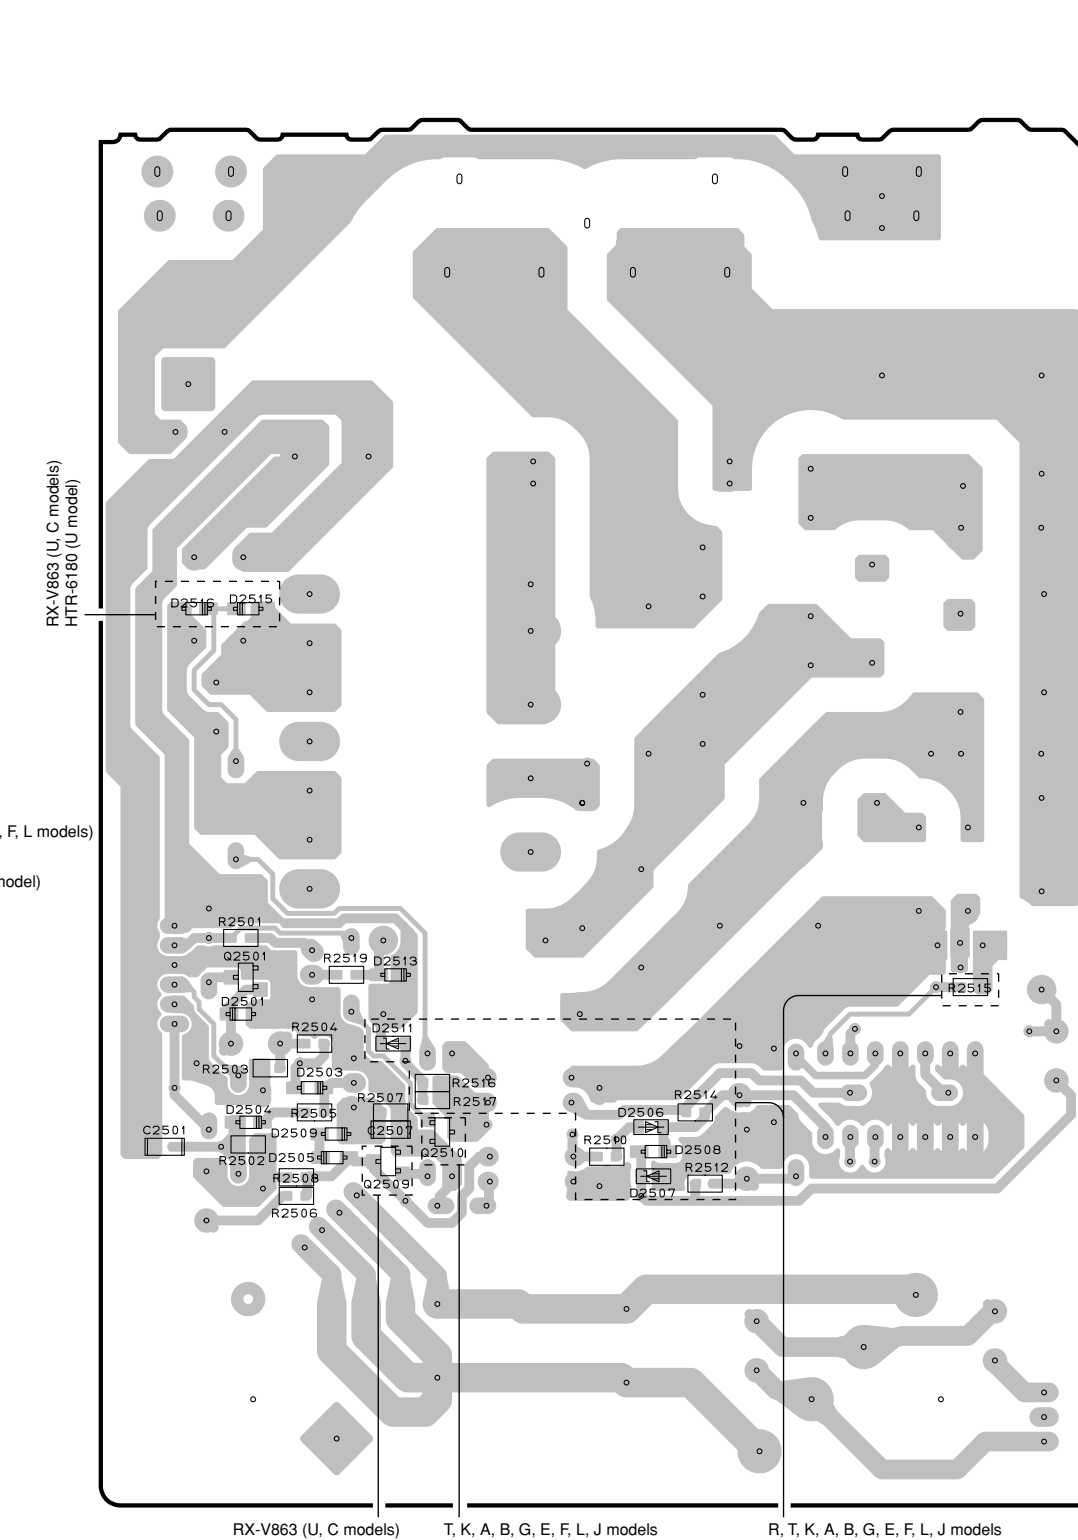 RX-V863 (U, C models)
HTR-6180 (U model)
D2516
D2515
, F, L models)
nodel)
R2501
Q2501
R2519
D2513
D2501
R2504
D2511
R2503
D2503
R2516
R2517
R2507
R2505
D2504
D2509
C2507
C2501
R2502
D2505
Q2510
R2508
Q2509
R2506
R2515
R2514
D2506
R2510
D2508
R2512
D2507
RX-V863 (U, C models)
T, K, A, B, G, E, F, L, J models
R, T, K, A, B, G, E, F, L, J models